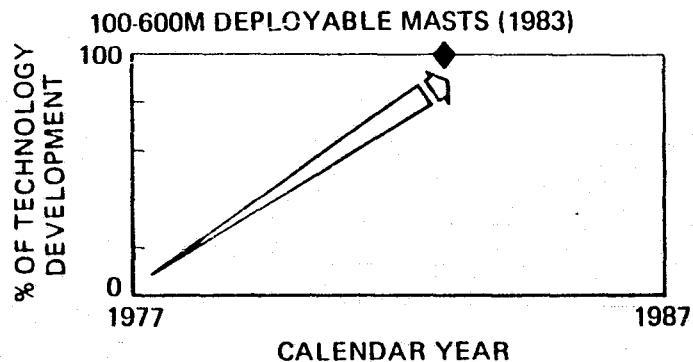 100-600M DEPLOYABLE MASTS (1983)
100
% OF TECHNOLOGY
DEVELOPMENT
0
1977
1987
CALENDAR YEAR